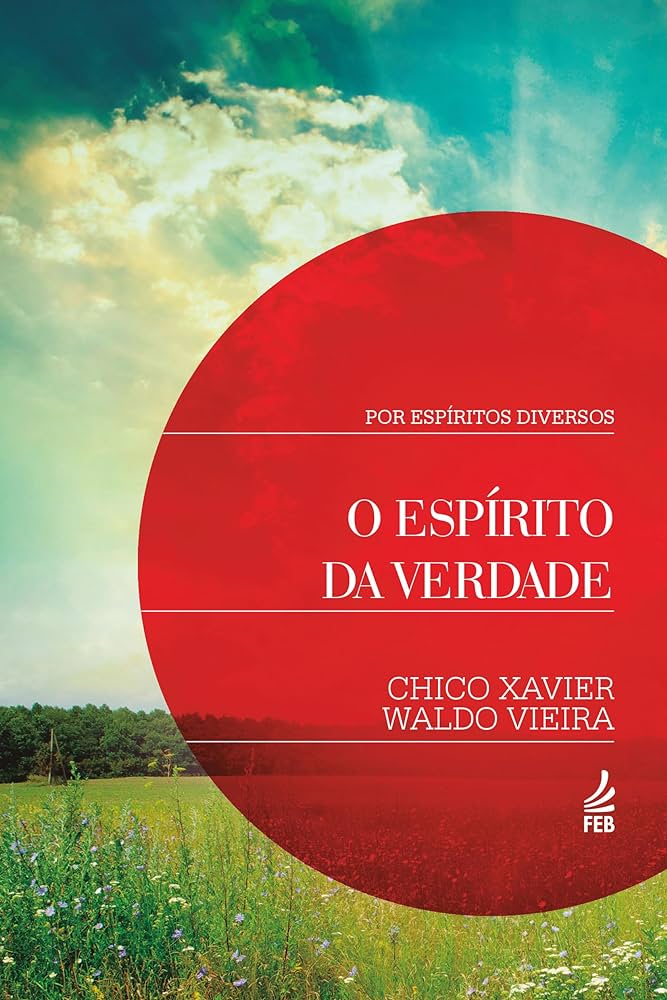 POR ESPÍRITOS DIVERSOS
O ESPÍRITO
DA VERDADE
CHICO XAVIER
WALDO VIEIRA
FEB